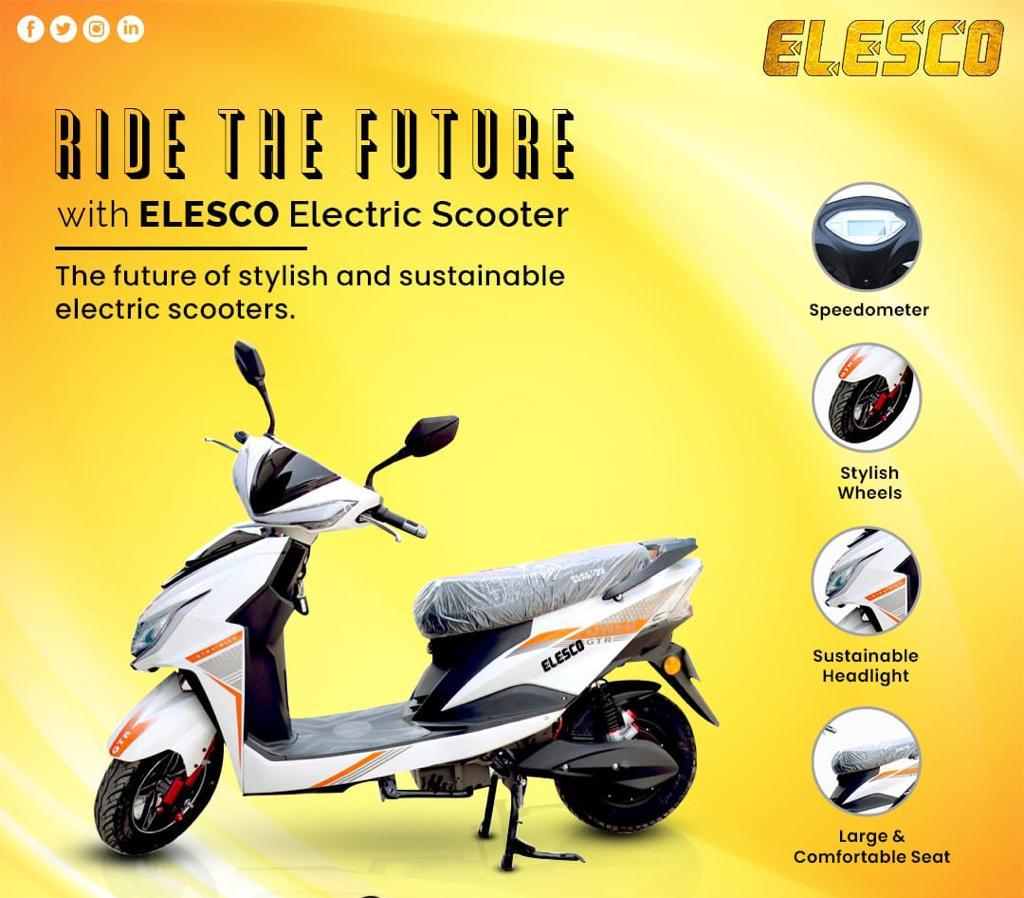 ELESCO
RIDE THE FUTURE
with ELESCO Electric Scooter
The future of stylish and sustainable
electric scooters.
Speedometer
Stylish
Wheels
Sustainable
Headlight
Large &
Comfortable Seat
ELESCO
GTR
GTR
GTR